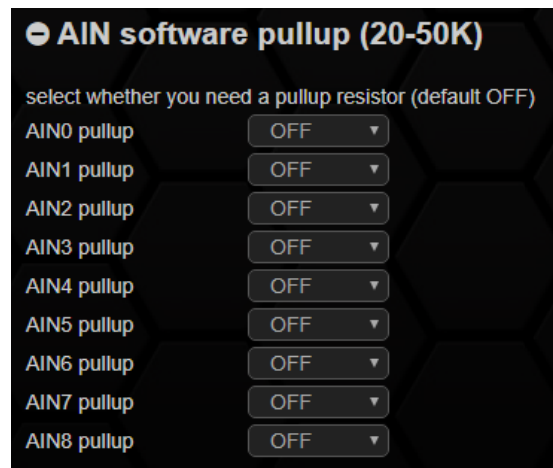 AIN software pullup (20-50K)
select whether you need a pullup resistor (default OFF)
AIN0 pullup OFF
AIN1 pullup OFF
AIN2 pullup OFF
AIN3 pullup OFF
AIN4 pullup OFF
AIN5 pullup OFF
AIN6 pullup OFF
AIN7 pullup OFF
AIN8 pullup OFF